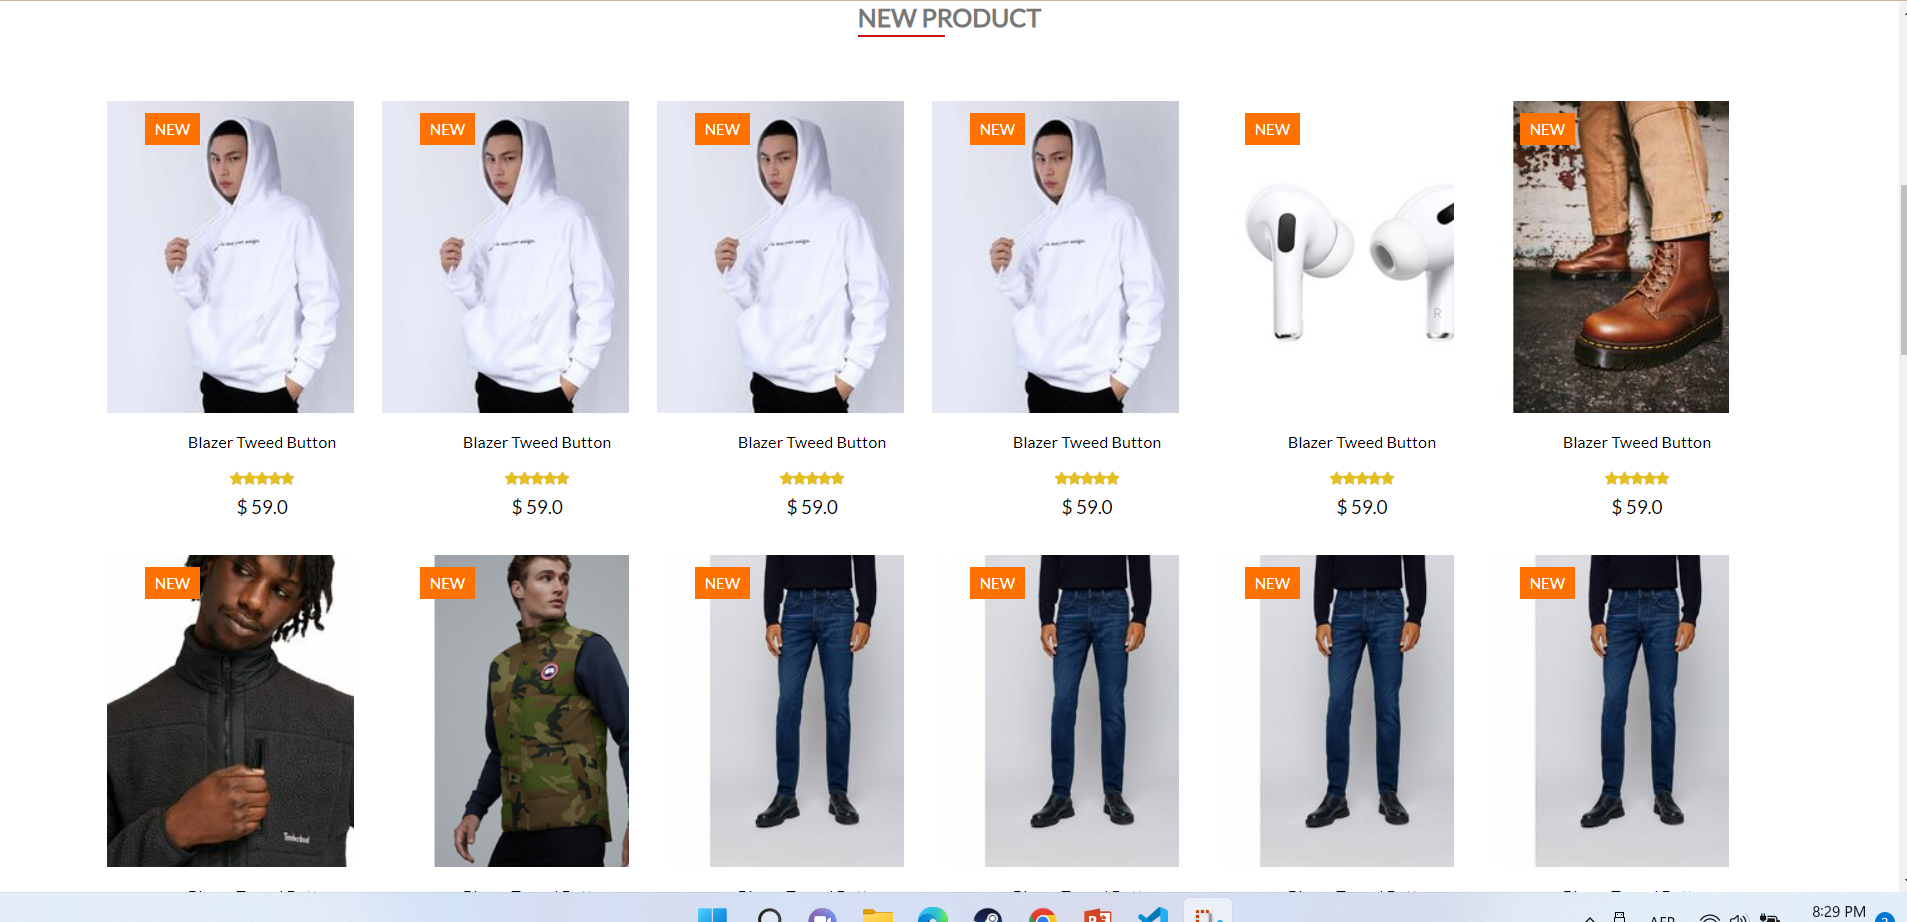 NEW PRODUCT
NEW NEW NEW NEW NEW NEW
R
Blazer Tweed Button Blazer Tweed Button Blazer Tweed Button Blazer Tweed Button Blazer Tweed Button Blazer Tweed Button
$ 59.0 $ 59.0 $ 59.0 $ 59.0 $ 59.0 $ 59.0
NEW NEW NEW NEW NEW NEW
Timberland
8:29 PM